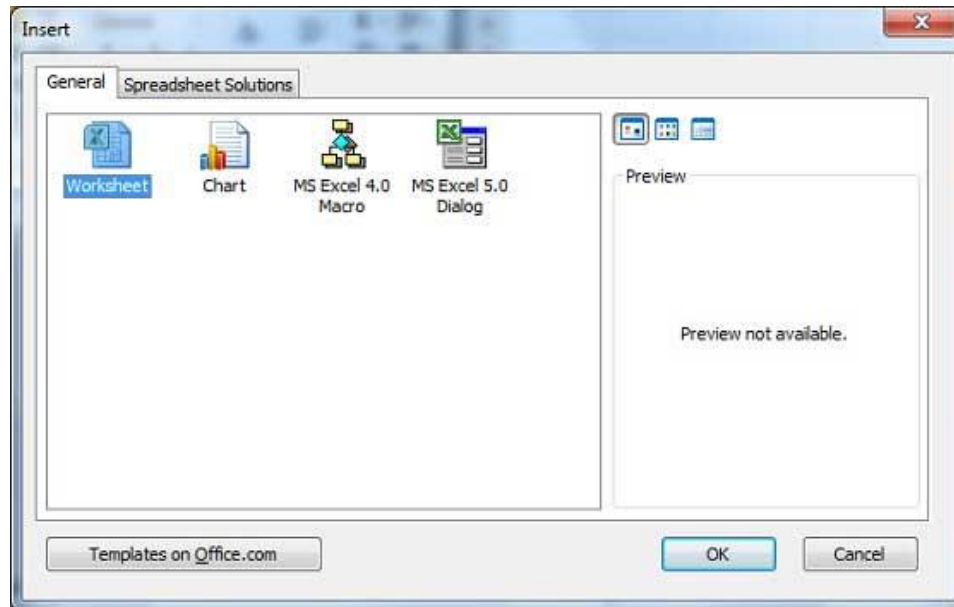 Insert
General Spreadsheet Solutions
Worksheet
Chart
MS Excel 4.0
Macro
MS Excel 5.0
Dialog
Preview
Preview not available.
Templates on Office.com
OK
Cancel